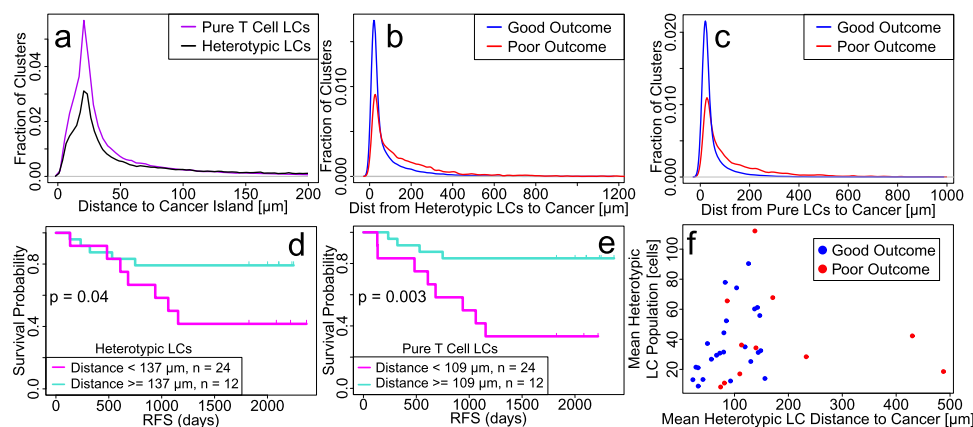 a
Pure T Cell LCs
Heterotypic LCs
Fraction of Clusters
0.00
0.02
0.04
0
50
100
150
200
Distance to Cancer Island [µm]
b
Good Outcome
Poor Outcome
Fraction of Clusters
0.000
0.010
0
200
400
600
800
1200
Dist from Heterotypic LCs to Cancer [µm]
c
Good Outcome
Poor Outcome
Fraction of Clusters
0.000
0.010
0.020
0
200
400
600
800
1000
Dist from Pure LCs to Cancer [µm]
d
Survival Probability
0.0
0.4
0.8
p = 0.04
Heterotypic LCs
Distance < 137 µm, n = 24
Distance >= 137 µm, n = 12
0
500
1000
1500
2000
RFS (days)
e
Survival Probability
0.0
0.4
0.8
p = 0.003
Pure T Cell LCs
Distance < 109 µm, n = 24
Distance >= 109 µm, n = 12
0
500
1000
1500
2000
RFS (days)
f
Good Outcome
Poor Outcome
Mean Heterotypic
LC Population [cells]
20
40
60
80
100
100
200
300
400
500
Mean Heterotypic LC Distance to Cancer [µm]